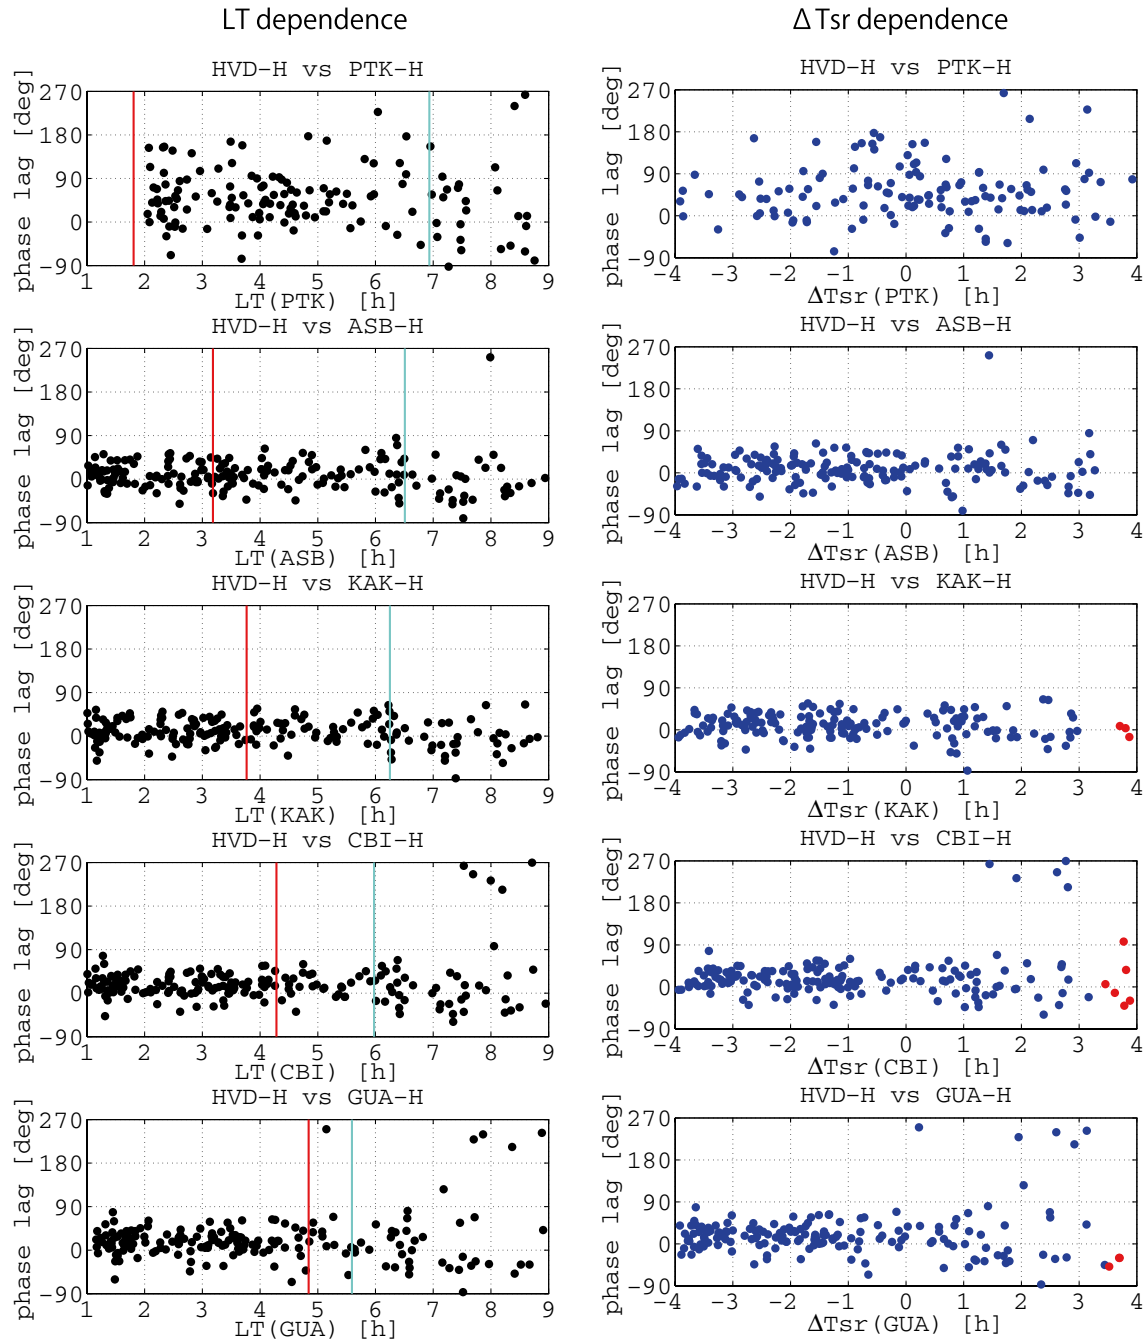 LT dependence
Δ Tsr dependence
HVD-H vs PTK-H
phase lag [deg]
270
180
90
0
-90
1 2 3 4 5 6 7 8 9
LT(PTK) [h]
HVD-H vs PTK-H
phase lag [deg]
270
180
90
0
-90
-4 -3 -2 -1 0 1 2 3 4
ΔTsr(PTK) [h]
HVD-H vs ASB-H
phase lag [deg]
270
180
90
0
-90
1 2 3 4 5 6 7 8 9
LT(ASB) [h]
HVD-H vs ASB-H
phase lag [deg]
270
180
90
0
-90
-4 -3 -2 -1 0 1 2 3 4
ΔTsr(ASB) [h]
HVD-H vs KAK-H
phase lag [deg]
270
180
90
0
-90
1 2 3 4 5 6 7 8 9
LT(KAK) [h]
HVD-H vs KAK-H
phase lag [deg]
270
180
90
0
-90
-4 -3 -2 -1 0 1 2 3 4
ΔTsr(KAK) [h]
HVD-H vs CBI-H
phase lag [deg]
270
180
90
0
-90
1 2 3 4 5 6 7 8 9
LT(CBI) [h]
HVD-H vs CBI-H
phase lag [deg]
270
180
90
0
-90
-4 -3 -2 -1 0 1 2 3 4
ΔTsr(CBI) [h]
HVD-H vs GUA-H
phase lag [deg]
270
180
90
0
-90
1 2 3 4 5 6 7 8 9
LT(GUA) [h]
HVD-H vs GUA-H
phase lag [deg]
270
180
90
0
-90
-4 -3 -2 -1 0 1 2 3 4
ΔTsr(GUA) [h]